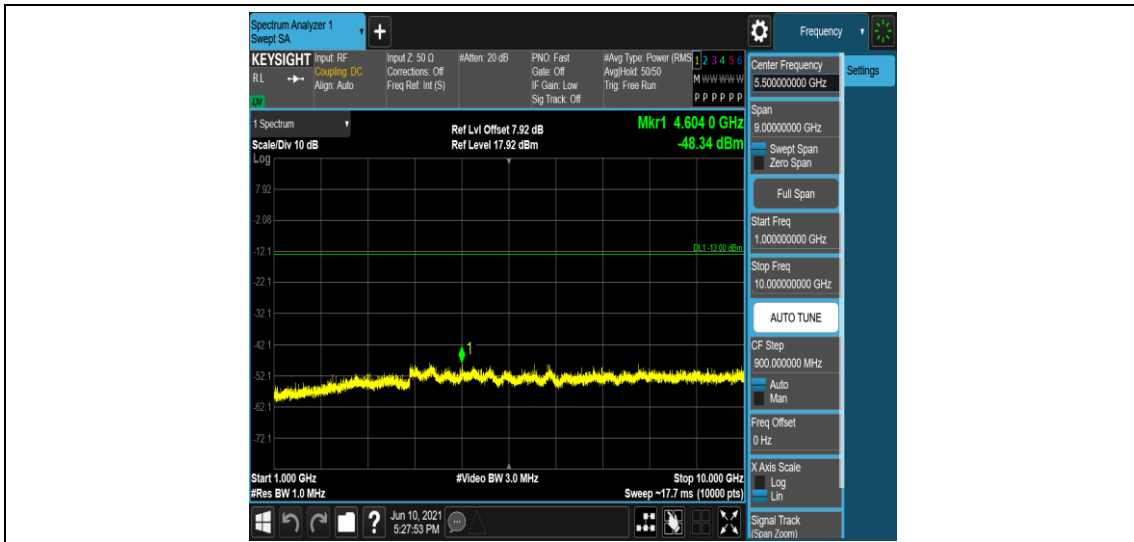 Spectrum Analyzer 1
Swept SA
+
Frequency
KEYSIGHT
R L
LXI
Input: RF
Coupling: DC
Align: Auto
Input Z: 50 Ω
Corrections: Off
Freq Ref: Int (S)
#Atten: 20 dB
PNO: Fast
Gate: Off
IF Gain: Low
Sig Track: Off
#Avg Type: Power (RMS
Avg|Hold: 50/50
Trig: Free Run
1 2 3 4 5 6
M W W W W W
P P P P P P
1 Spectrum
Scale/Div 10 dB
Log
Ref Lvl Offset 7.92 dB
Ref Level 17.92 dBm
Mkr1 4.604 0 GHz
-48.34 dBm
7.92
-2.08
-12.1
-22.1
-32.1
-42.1
-52.1
-62.1
-72.1
DL1 -13.00 dBm
1
Start 1.000 GHz
#Res BW 1.0 MHz
#Video BW 3.0 MHz
Stop 10.000 GHz
Sweep ~17.7 ms (10000 pts)
?
Jun 10, 2021
5:27:53 PM
Center Frequency
5.500000000 GHz
Settings
Span
9.00000000 GHz
Swept Span
Zero Span
Full Span
Start Freq
1.000000000 GHz
Stop Freq
10.000000000 GHz
AUTO TUNE
CF Step
900.000000 MHz
Auto
Man
Freq Offset
0 Hz
X Axis Scale
Log
Lin
Signal Track
(Span Zoom)